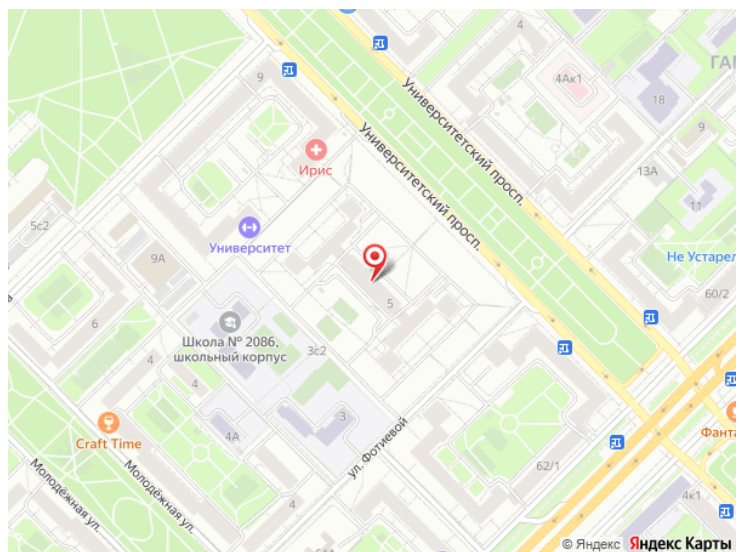 4
9
4Ак1
ГАГ
18
Университетский просп.
9
Университетский просп.
Ирис
13А
11
5с2
Университет
Не Устарел
9А
60/2
5
6
Школа № 2086,
школьный корпус
3с2
4
4
3
Фанта
Craft Time
4А
ул. Фотиевой
62/1
Молодёжная ул.
Молодёжная ул.
4
4к1
© Яндекс Яндекс Карты